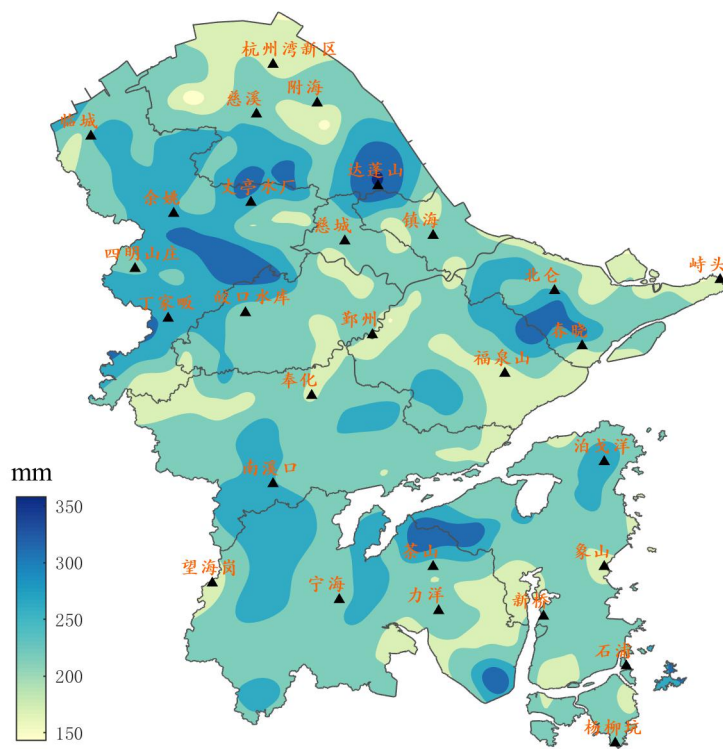 杭州湾新区
附海
慈溪
临城
达蓬山
大亭水厂
余姚
镇海
慈城
四明山庄
峙头
北仑
丁家畈
皎口水库
鄞州
春晓
福泉山
奉化
泊戈洋
南溪口
mm
350
300
250
200
150
茶山
象山
望海岗
宁海
力洋
新桥
石浦
杨柳坑